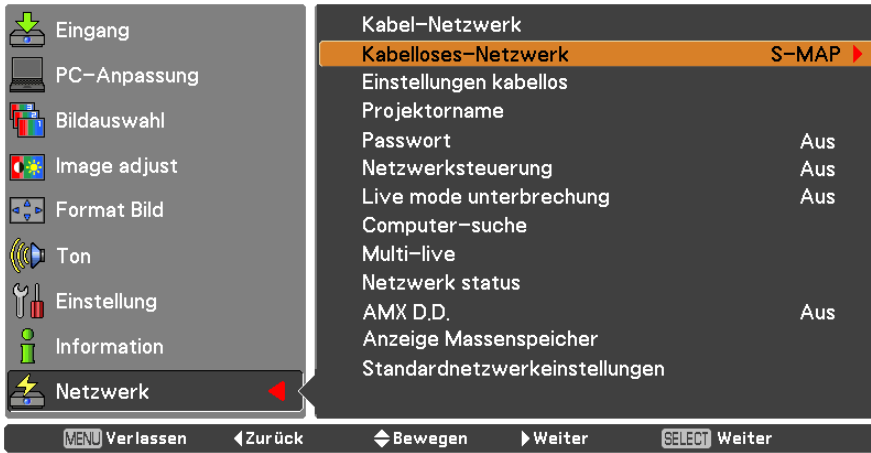 Eingang
PC-Anpassung
Bildauswahl
Image adjust
Format Bild
Ton
Einstellung
Information
Netzwerk
Kabel-Netzwerk
Kabelloses-Netzwerk S-MAP
Einstellungen kabellos
Projektorname
Passwort Aus
Netzwerksteuerung Aus
Live mode unterbrechung Aus
Computer-suche
Multi-live
Netzwerk status
AMX D.D. Aus
Anzeige Massenspeicher
Standardnetzwerkeinstellungen
MENU Verlassen Zurück Bewegen Weiter SELECT Weiter